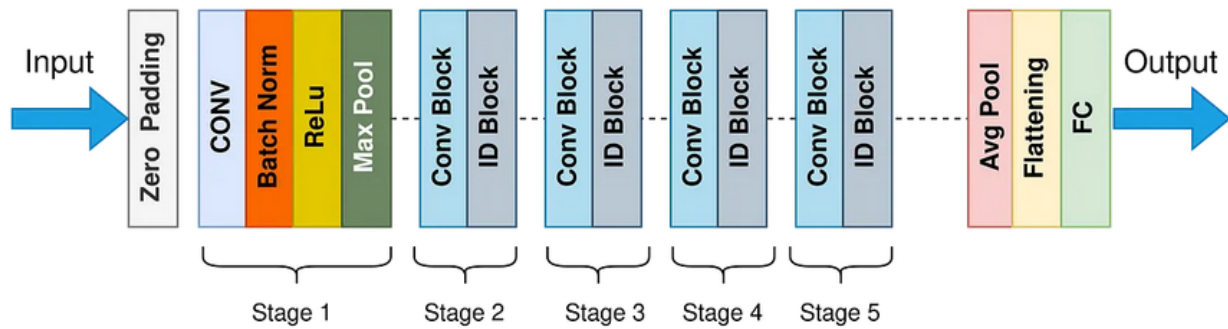 Input
Zero Padding
CONV
Batch Norm
ReLu
Max Pool
Conv Block
ID Block
Conv Block
ID Block
Conv Block
ID Block
Conv Block
ID Block
Avg Pool
Flattening
FC
Output
Stage 1
Stage 2
Stage 3
Stage 4
Stage 5